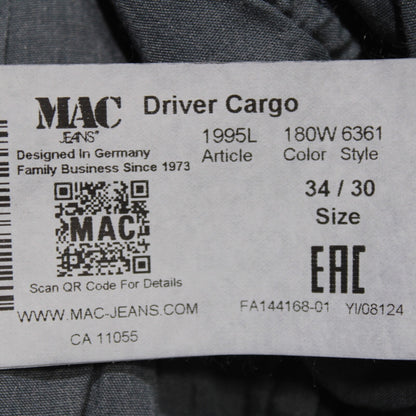 MAC Driver Cargo
JEANS®
1995L 180W 6361
Article Color Style
Designed In Germany
Family Business Since 1973
34 / 30
Size
MAC
EAC
Scan QR Code For Details
WWW.MAC-JEANS.COM FA144168-01 YI/08124
CA 11055